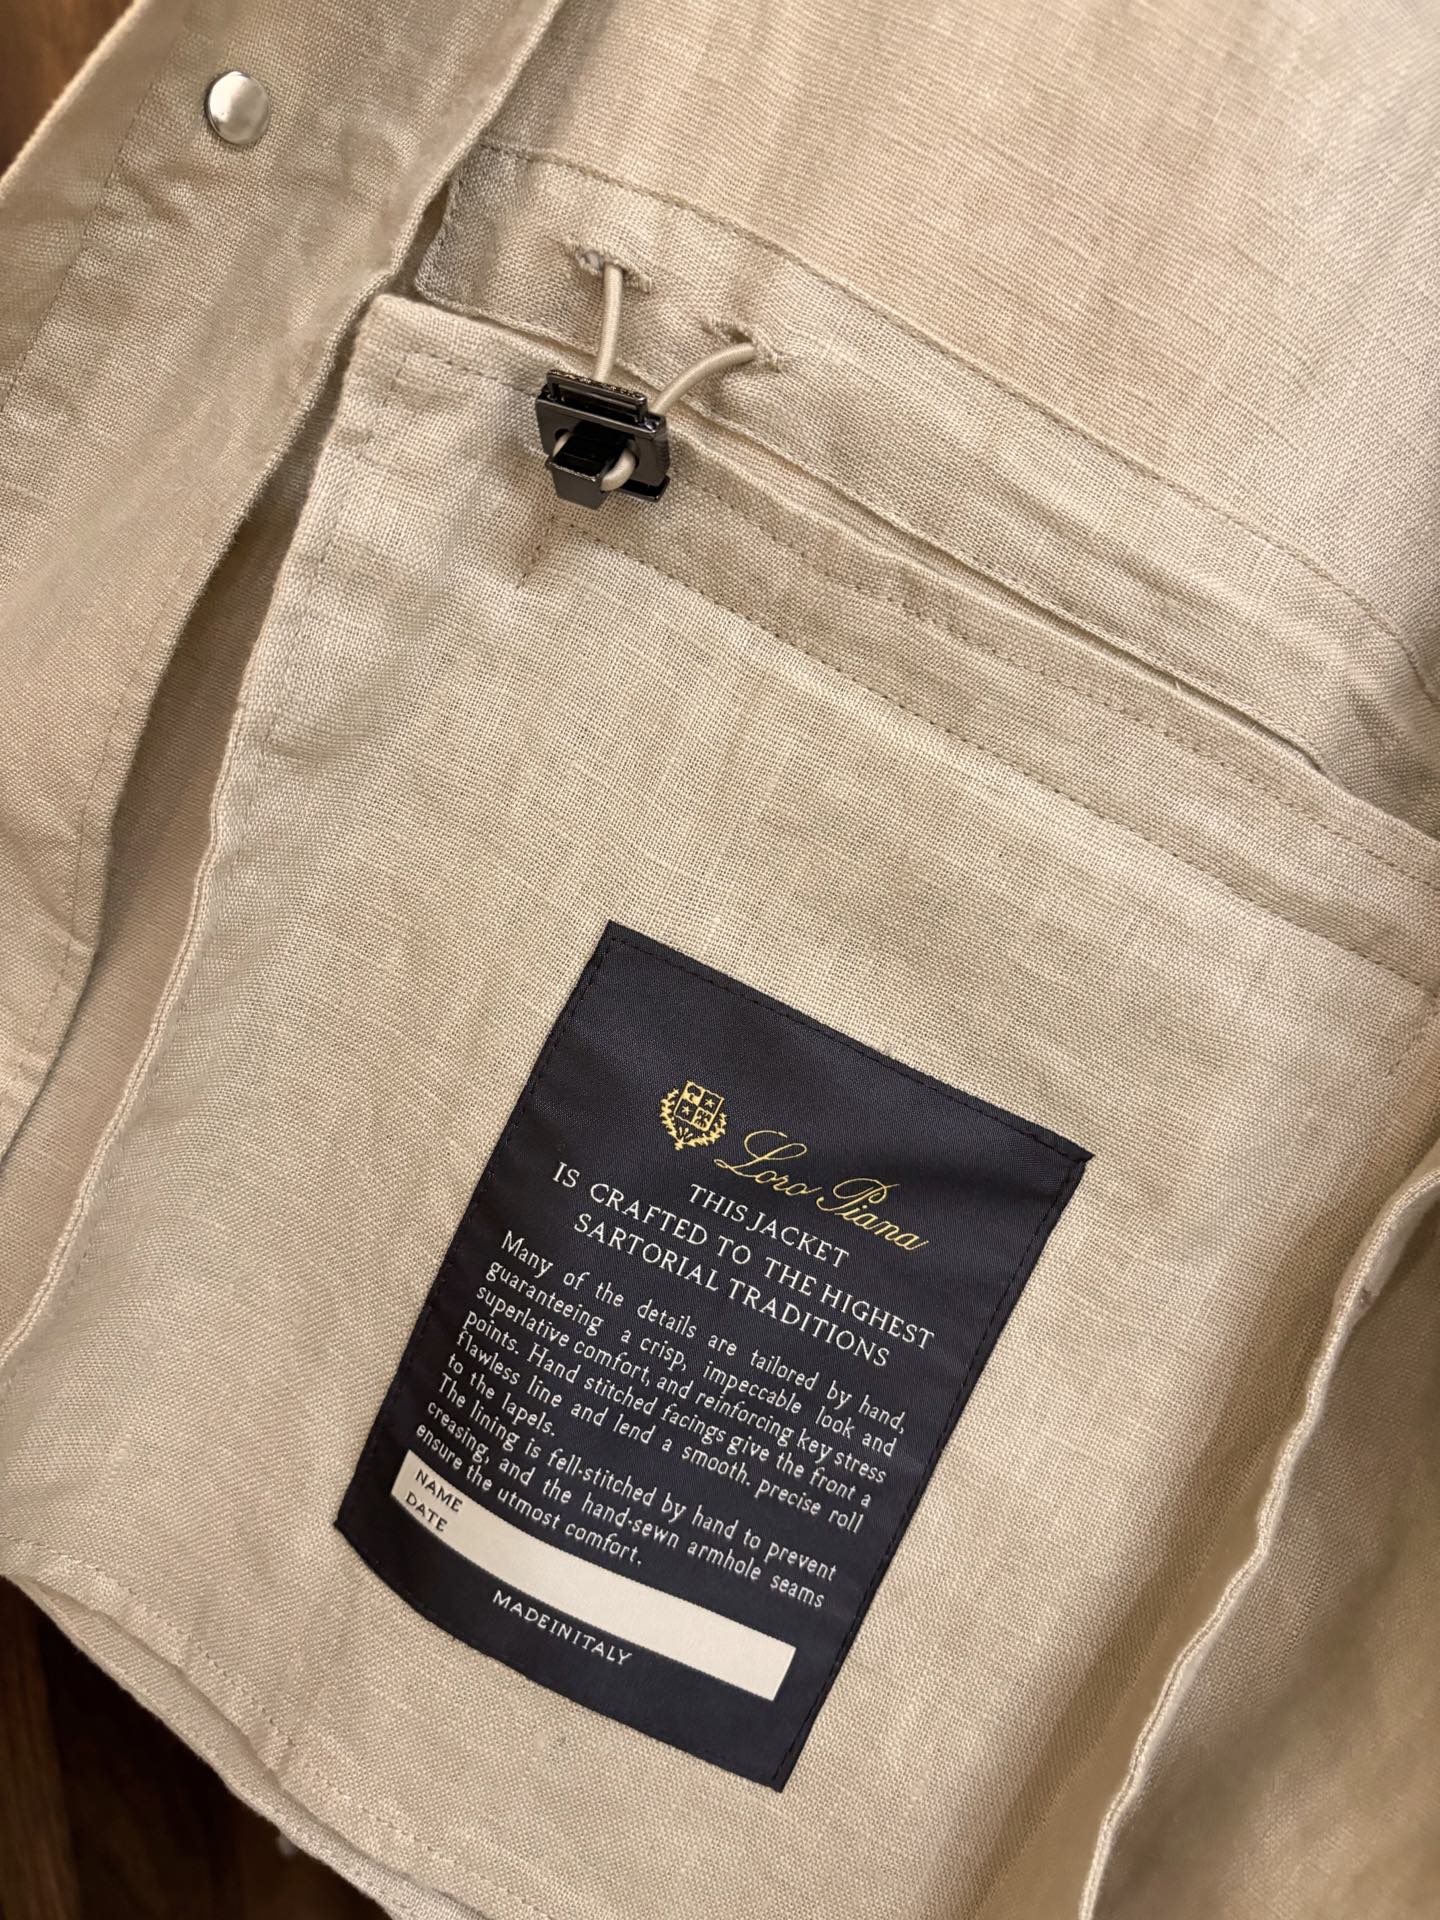 Loro Piana
THIS JACKET
IS CRAFTED TO THE HIGHEST
SARTORIAL TRADITIONS
Many of the details are tailored by hand,
guaranteeing a crisp, impeccable look and
superlative comfort, and reinforcing key stress
points. Hand stitched facings give the front a
flawless line and lend a smooth. precise roll
to the lapels.
The lining is fell-stitched by hand to prevent
creasing, and the hand-sewn armhole seams
ensure the utmost comfort.
NAME
DATE
MADEINITALY